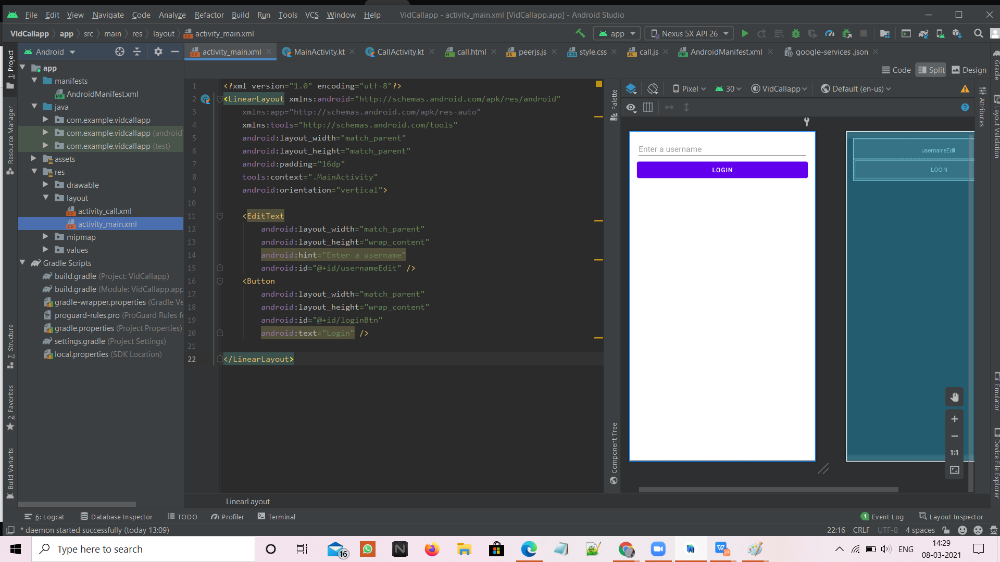 File Edit View Navigate Code Analyze Refactor Build Run Tools VCS Window Help VidCallapp - activity_main.xml [VidCallapp.app] - Android Studio
VidCallapp app src main res layout activity_main.xml app Nexus 5X API 26
1: Project
Resource Manager
7: Structure
2: Favorites
Build Variants
Android
app
manifests
AndroidManifest.xml
java
com.example.vidcallapp
com.example.vidcallapp (android
com.example.vidcallapp (test)
assets
res
drawable
layout
activity_call.xml
activity_main.xml
mipmap
values
Gradle Scripts
build.gradle (Project: VidCallapp)
build.gradle (Module: VidCallapp.app
gradle-wrapper.properties (Gradle Ve
proguard-rules.pro (ProGuard Rules fo
gradle.properties (Project Properties)
settings.gradle (Project Settings)
local.properties (SDK Location)
activity_main.xml MainActivity.kt CallActivity.kt call.html peerjs.js style.css call.js AndroidManifest.xml google-services .json
Code Split Design
1 <?xml version="1.0" encoding="utf-8"?>
2 <LinearLayout xmlns:android="http://schemas.android.com/apk/res/android"
3 xmlns:app="http://schemas.android.com/apk/res-auto"
4 xmlns:tools="http://schemas.android.com/tools"
5 android:layout_width="match_parent"
6 android:layout_height="match_parent"
7 android:padding="16dp"
8 tools:context=".MainActivity"
9 android:orientation="vertical">
10
11 <EditText
12 android:layout_width="match_parent"
13 android:layout_height="wrap_content"
14 android:hint="Enter a username"
15 android:id="@+id/usernameEdit" />
16 <Button
17 android:layout_width="match_parent"
18 android:layout_height="wrap_content"
19 android:id="@+id/loginBtn"
20 android:text="Login" />
21
22 </LinearLayout>
LinearLayout
Palette
Component Tree
Pixel 30 VidCallapp Default (en-us)
Enter a username
LOGIN
usernameEdit
LOGIN
1:1
Attributes
Gradle
Layout Validation
Emulator
Device File Explorer
6: Logcat Database Inspector TODO Profiler Terminal 1 Event Log Layout Inspector
* daemon started successfully (today 13:09) 22:16 CRLF UTF-8 4 spaces
Type here to search 16 ENG 14:29
08-03-2021